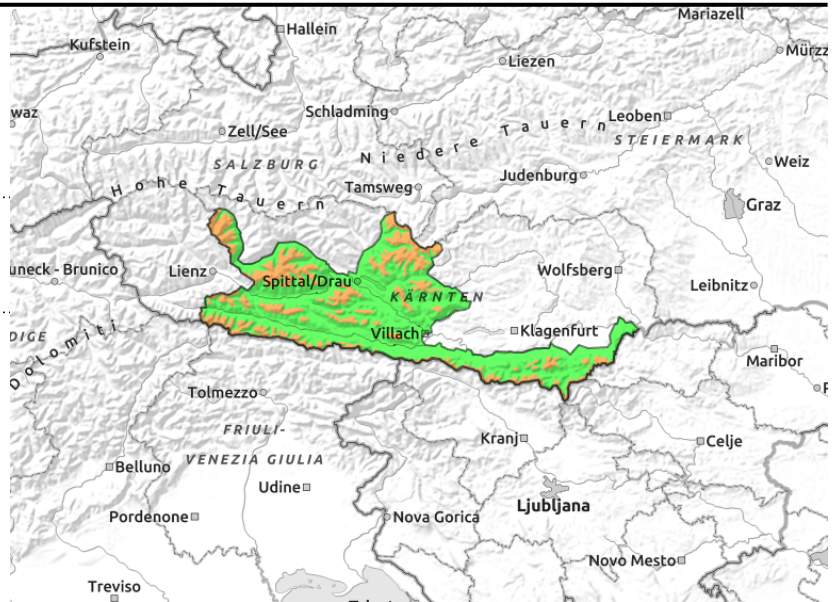 Mariazell
Hallein
Kufstein
Mürzz
Liezen
waz
Schladming
Leoben
Zell/See
Niedere Tauern
STEIERMARK
SALZBURG
Weiz
Hohe Tauern
Tamsweg
Judenburg
Graz
uneck - Brunico
Lienz
Wolfsberg
Spittal/Drau
Leibnitz
KÄRNTEN
DIGE
Dolomiti
Villach
Klagenfurt
Maribor
Tolmezzo
P
FRIULI-
VENEZIA GIULIA
Kranj
Celje
Belluno
Udine
Ljubljana
Pordenone
Nova Gorica
Novo Mesto
Treviso